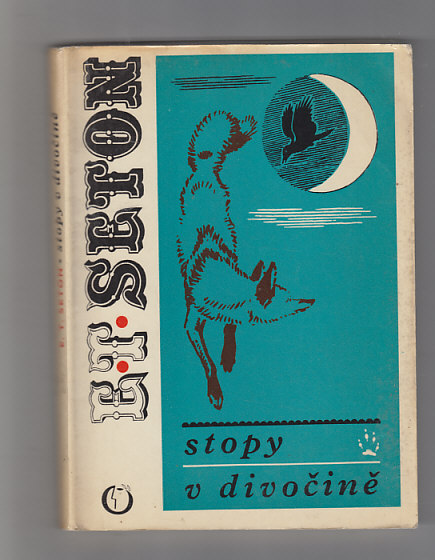 E.T. SETON
stopy
v divočině
E. T. SETON • stopy v divočině